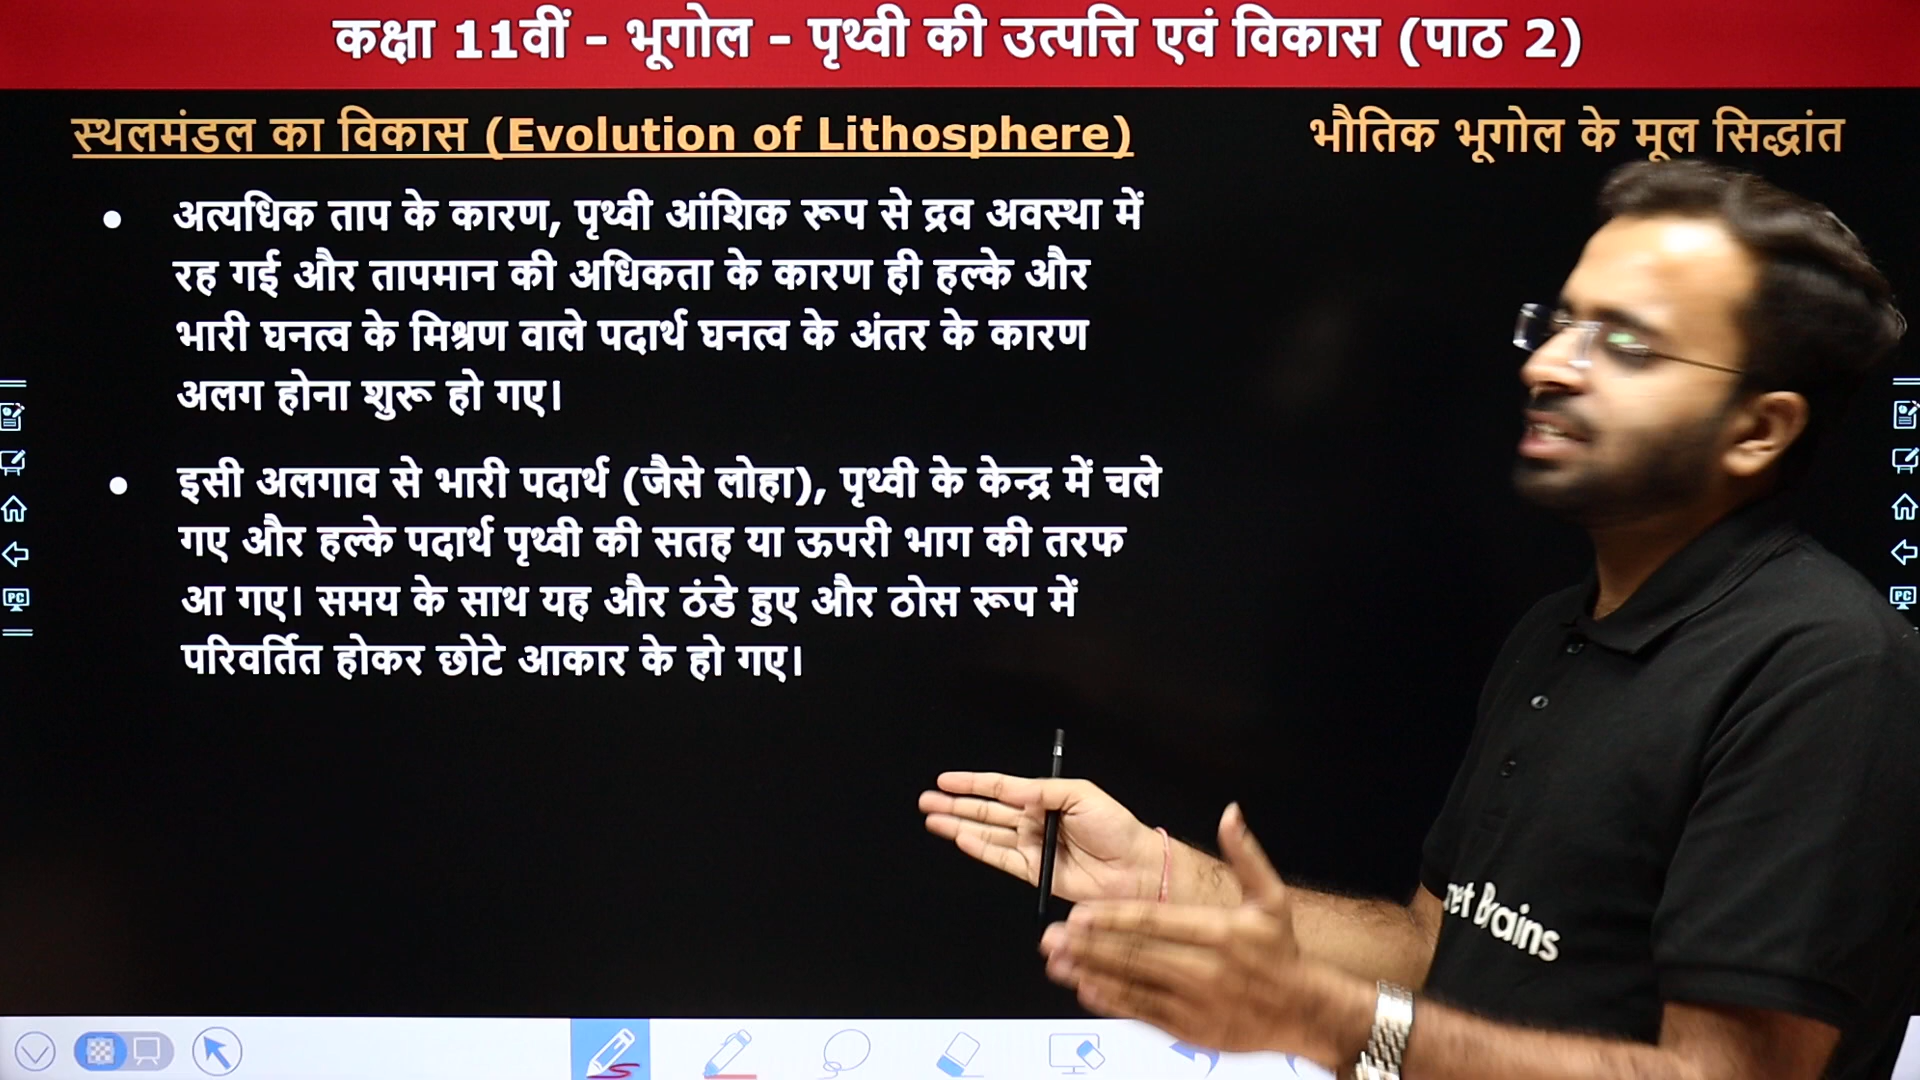 कक्षा 11वीं - भूगोल - पृथ्वी की उत्पत्ति एवं विकास (पाठ 2)
स्थलमंडल का विकास (Evolution of Lithosphere)
भौतिक भूगोल के मूल सिद्धांत
अत्यधिक ताप के कारण, पृथ्वी आंशिक रूप से द्रव अवस्था में
रह गई और तापमान की अधिकता के कारण ही हल्के और
भारी घनत्व के मिश्रण वाले पदार्थ घनत्व के अंतर के कारण
अलग होना शुरू हो गए।
इसी अलगाव से भारी पदार्थ (जैसे लोहा), पृथ्वी के केन्द्र में चले
गए और हल्के पदार्थ पृथ्वी की सतह या ऊपरी भाग की तरफ
आ गए। समय के साथ यह और ठंडे हुए और ठोस रूप में
परिवर्तित होकर छोटे आकार के हो गए।
PC
PC
Brains